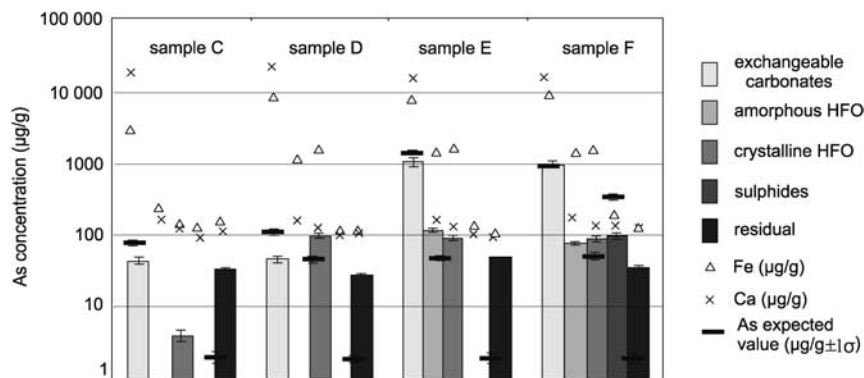 100 000
10 000
1000
100
10
1
As concentration (µg/g)
sample C
sample D
sample E
sample F
exchangeable
carbonates
amorphous HFO
crystalline HFO
sulphides
residual
Fe (µg/g)
Ca (µg/g)
As expected
value (µg/g±1σ)